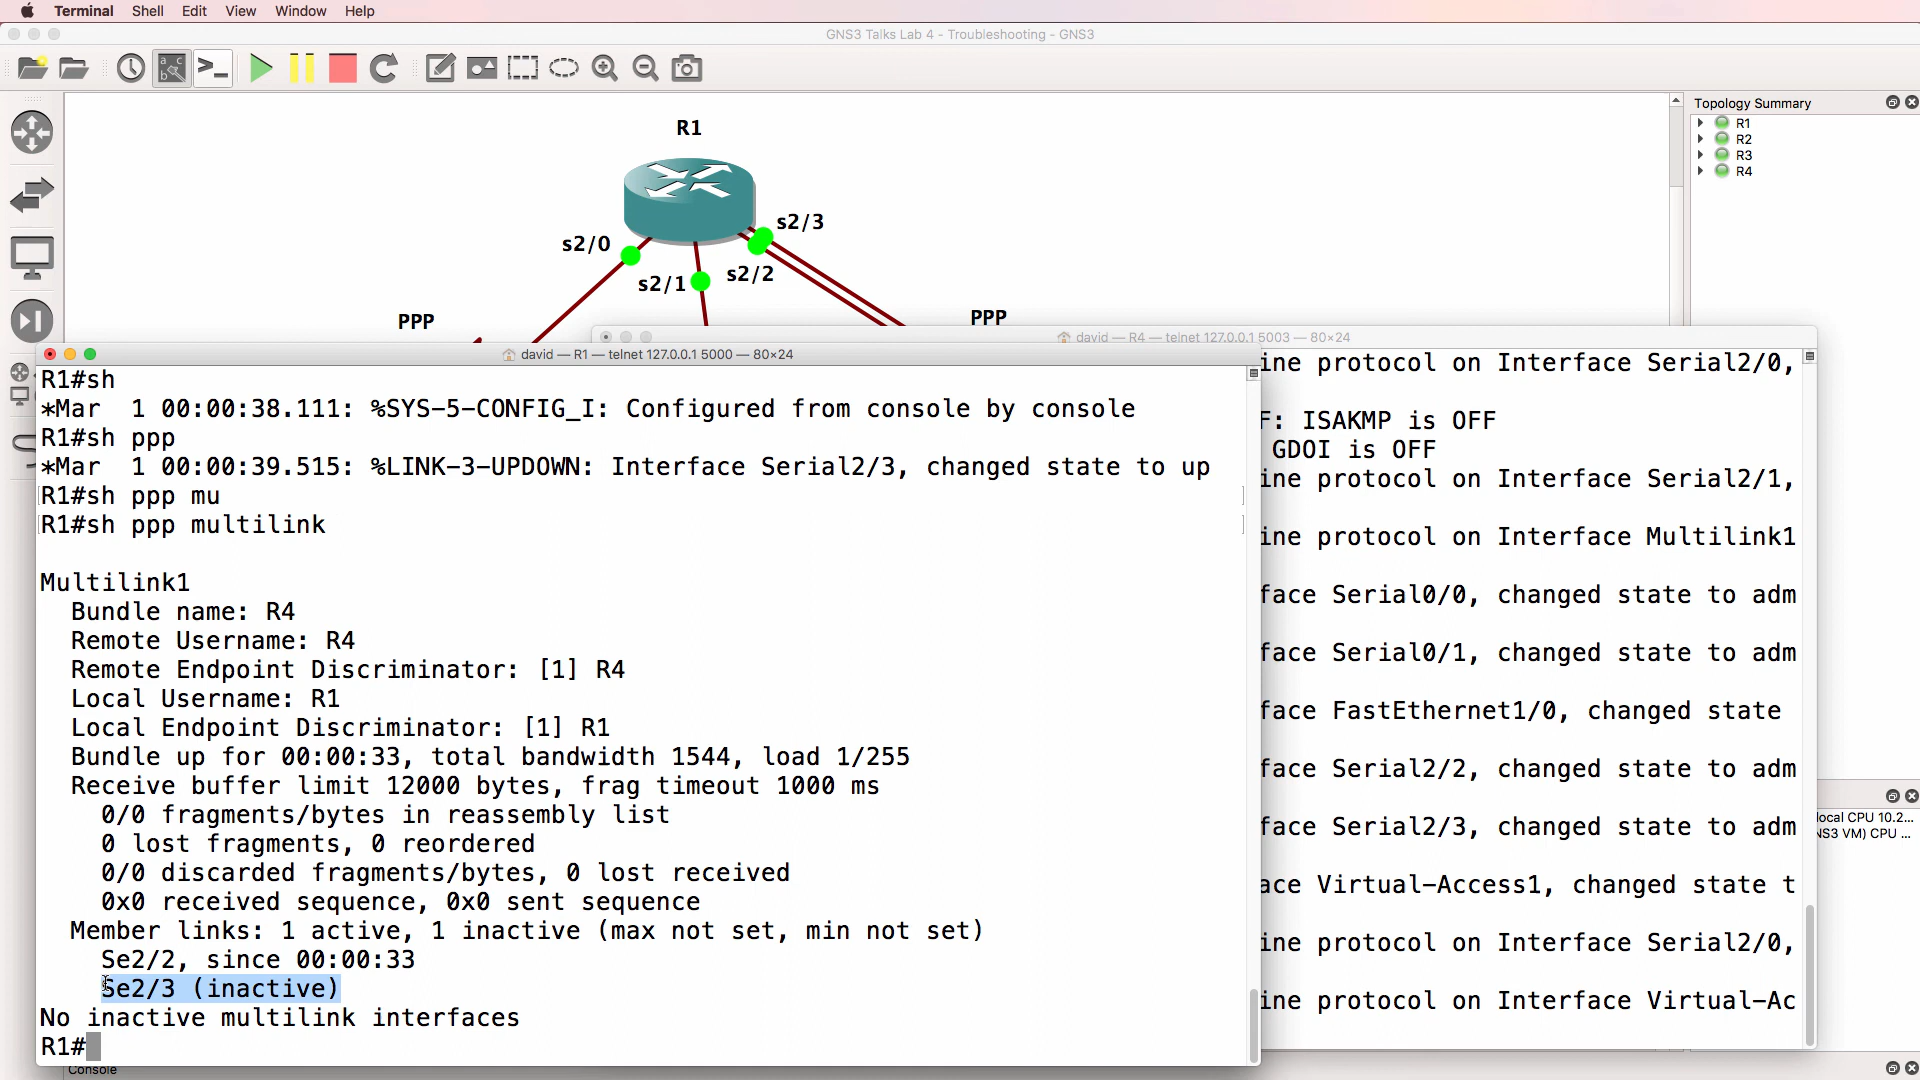 Terminal Shell Edit View Window Help
GNS3 Talks Lab 4 - Troubleshooting - GNS3
Topology Summary
R1
R2
R3
R4
R1
s2/3
s2/0
s2/2
s2/1
PPP
PPP
david — R4 — telnet 127.0.0.1 5003 — 80×24
david — R1 — telnet 127.0.0.1 5000 — 80×24
R1#sh
*Mar  1 00:00:38.111: %SYS-5-CONFIG_I: Configured from console by console
R1#sh ppp
*Mar  1 00:00:39.515: %LINK-3-UPDOWN: Interface Serial2/3, changed state to up
R1#sh ppp mu
R1#sh ppp multilink
Multilink1
Bundle name: R4
Remote Username: R4
Remote Endpoint Discriminator: [1] R4
Local Username: R1
Local Endpoint Discriminator: [1] R1
Bundle up for 00:00:33, total bandwidth 1544, load 1/255
Receive buffer limit 12000 bytes, frag timeout 1000 ms
0/0 fragments/bytes in reassembly list
0 lost fragments, 0 reordered
0/0 discarded fragments/bytes, 0 lost received
0x0 received sequence, 0x0 sent sequence
Member links: 1 active, 1 inactive (max not set, min not set)
Se2/2, since 00:00:33
Se2/3 (inactive)
No inactive multilink interfaces
R1#
ine protocol on Interface Serial2/0,
F: ISAKMP is OFF
GDOI is OFF
ine protocol on Interface Serial2/1,
ine protocol on Interface Multilink1
face Serial0/0, changed state to adm
face Serial0/1, changed state to adm
face FastEthernet1/0, changed state
face Serial2/2, changed state to adm
face Serial2/3, changed state to adm
ace Virtual-Access1, changed state t
ine protocol on Interface Serial2/0,
ine protocol on Interface Virtual-Ac
local CPU 10.2...
NS3 VM) CPU ...
Console